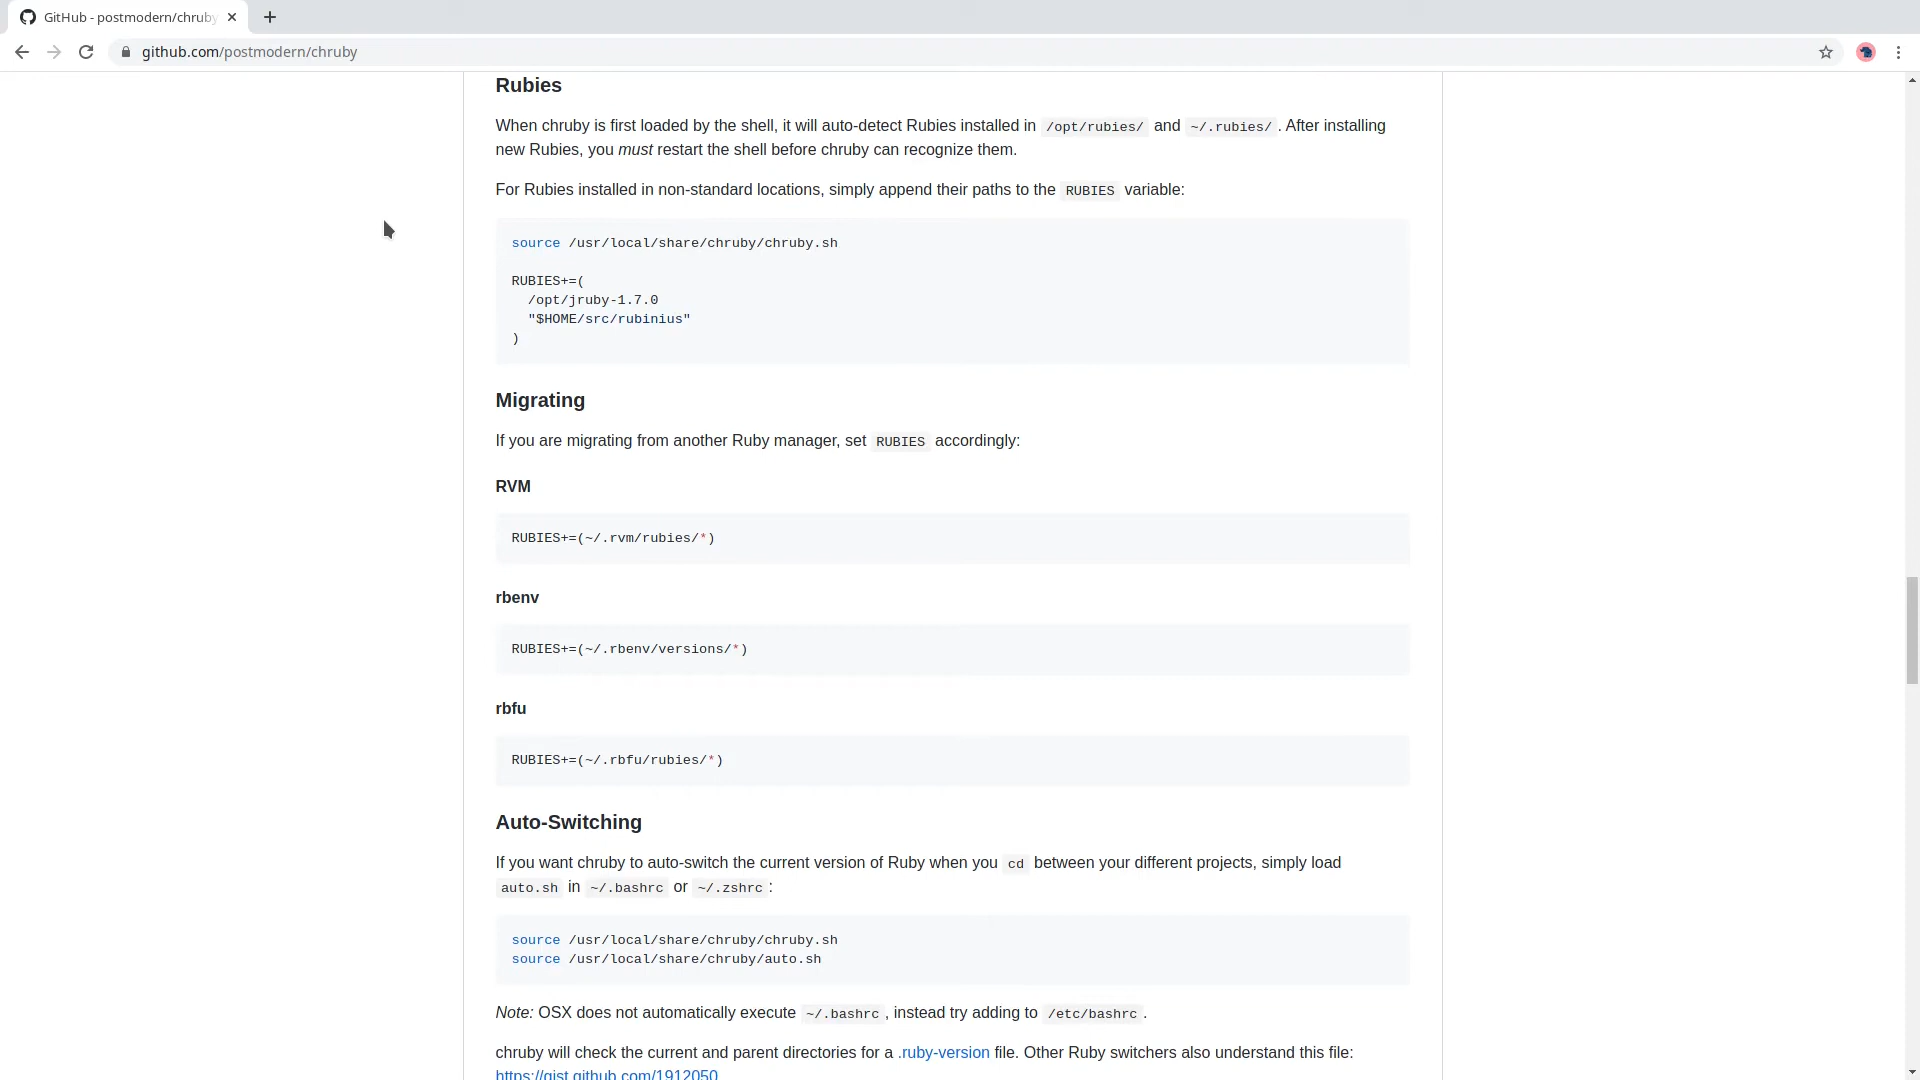 GitHub - postmodern/chruby
github.com/postmodern/chruby
Rubies
When chruby is first loaded by the shell, it will auto-detect Rubies installed in /opt/rubies/ and ~/.rubies/ . After installing
new Rubies, you must restart the shell before chruby can recognize them.
For Rubies installed in non-standard locations, simply append their paths to the RUBIES variable:
source /usr/local/share/chruby/chruby.sh
RUBIES+=(
/opt/jruby-1.7.0
"$HOME/src/rubinius"
)
Migrating
If you are migrating from another Ruby manager, set RUBIES accordingly:
RVM
RUBIES+=(~/.rvm/rubies/*)
rbenv
RUBIES+=(~/.rbenv/versions/*)
rbfu
RUBIES+=(~/.rbfu/rubies/*)
Auto-Switching
If you want chruby to auto-switch the current version of Ruby when you cd between your different projects, simply load
auto.sh in ~/.bashrc or ~/.zshrc :
source /usr/local/share/chruby/chruby.sh
source /usr/local/share/chruby/auto.sh
Note: OSX does not automatically execute ~/.bashrc , instead try adding to /etc/bashrc .
chruby will check the current and parent directories for a .ruby-version file. Other Ruby switchers also understand this file:
https://gist.github.com/1912050